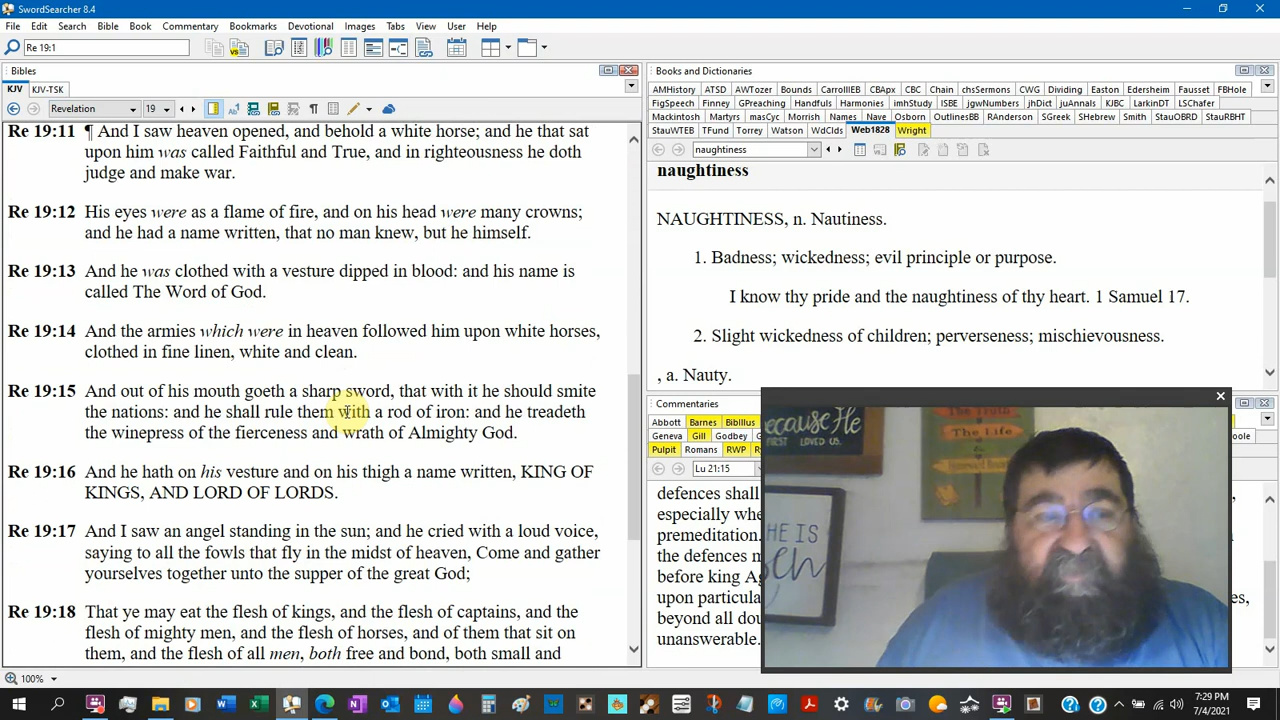 SwordSearcher 8.4
File Edit Search Bible Book Commentary Bookmarks Devotional Images Tabs View User Help
Re 19:1
Bibles
KJV KJV-TSK
Revelation 19
Re 19:11 ¶ And I saw heaven opened, and behold a white horse; and he that sat
upon him was called Faithful and True, and in righteousness he doth
judge and make war.
Re 19:12 His eyes were as a flame of fire, and on his head were many crowns;
and he had a name written, that no man knew, but he himself.
Re 19:13 And he was clothed with a vesture dipped in blood: and his name is
called The Word of God.
Re 19:14 And the armies which were in heaven followed him upon white horses,
clothed in fine linen, white and clean.
Re 19:15 And out of his mouth goeth a sharp sword, that with it he should smite
the nations: and he shall rule them with a rod of iron: and he treadeth
the winepress of the fierceness and wrath of Almighty God.
Re 19:16 And he hath on his vesture and on his thigh a name written, KING OF
KINGS, AND LORD OF LORDS.
Re 19:17 And I saw an angel standing in the sun; and he cried with a loud voice,
saying to all the fowls that fly in the midst of heaven, Come and gather
yourselves together unto the supper of the great God;
Re 19:18 That ye may eat the flesh of kings, and the flesh of captains, and the
flesh of mighty men, and the flesh of horses, and of them that sit on
them, and the flesh of all men, both free and bond, both small and
100%
Books and Dictionaries
AMHistory ATSD AWTozer Bounds CarrollEB CBApx CBC Chain chsSermons CWG Dividing Easton Edersheim Fausset FBHole
FigSpeech Finney GPreaching Handfuls Harmonies imhStudy ISBE jgwNumbers jhDict juAnnals KJBC LarkinDT LSChafer
Mackintosh Martyrs masCyc Morrish Names Nave Osborn OutlinesBB RAnderson SGreek SHebrew Smith StauOBRD StauRBHT
StauWTEB TFund Torrey Watson WdClds Web1828 Wright
naughtiness
naughtiness
NAUGHTINESS, n. Nautiness.
1. Badness; wickedness; evil principle or purpose.
I know thy pride and the naughtiness of thy heart. 1 Samuel 17.
2. Slight wickedness of children; perverseness; mischievousness.
, a. Nauty.
Commentaries
Abbott Barnes BibIllus
Geneva Gill Godbey
Pulpit Romans RWP
Lu 21:15
defences shall
especially whe
premeditation.
the defences m
before king Ag
upon particula
beyond all dou
unanswerable.
ecause He
FIRST LOVED US.
The Life
HE IS
7:29 PM
7/4/2021